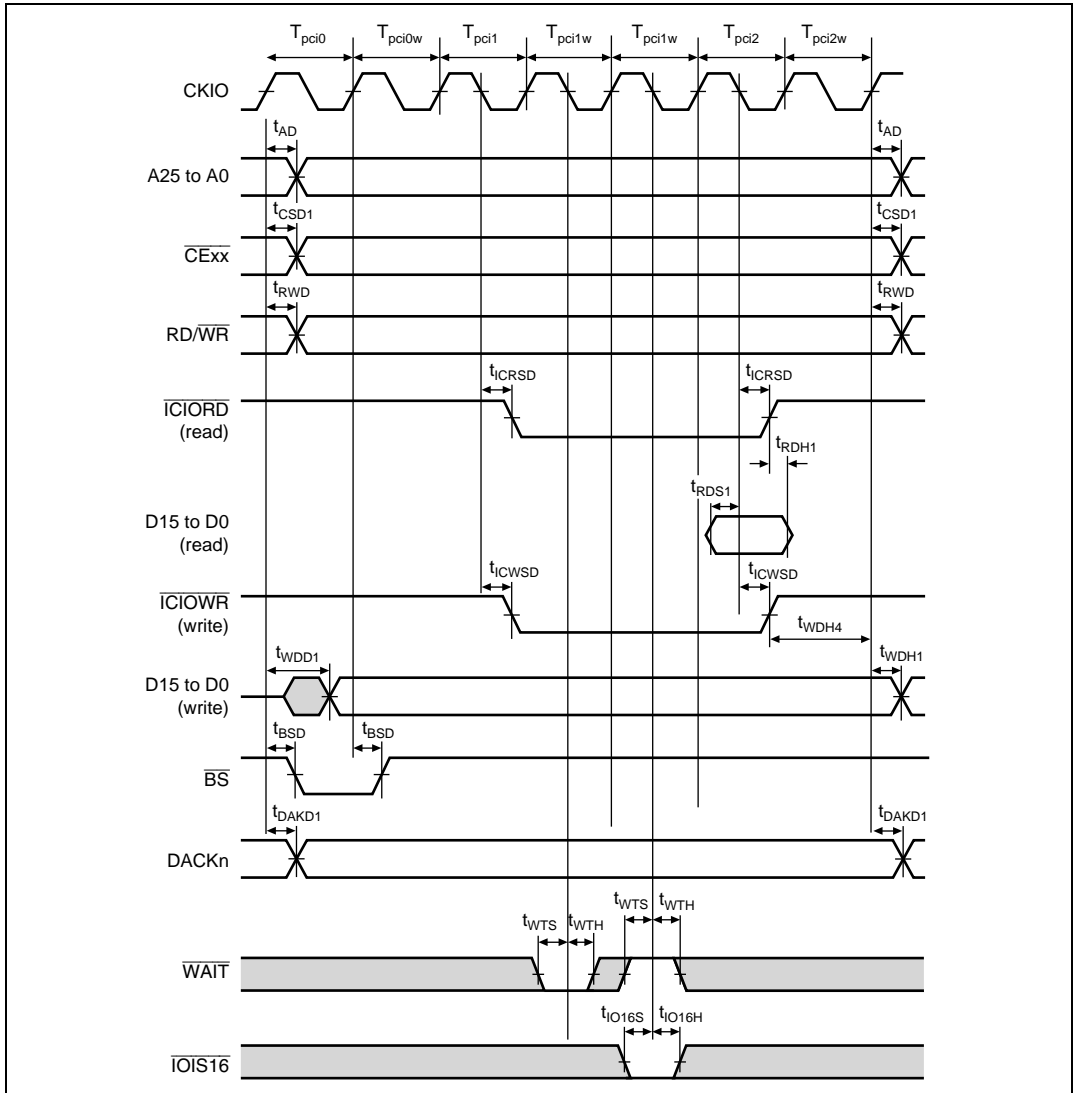 Tpci0 Tpci0w Tpci1 Tpci1w Tpci1w Tpci2 Tpci2w
CKIO
tAD tAD
A25 to A0
tCSD1 tCSD1
CExx
tRWD tRWD
RD/WR
tICRSD tICRSD
ICIORD
(read)
tRDH1
tRDS1
D15 to D0
(read)
tICWSD tICWSD
ICIOWR
(write)
tWDH4
tWDD1 tWDH1
D15 to D0
(write)
tBSD tBSD
BS
tDAKD1 tDAKD1
DACKn
tWTS tWTH tWTS tWTH
WAIT
tIO16S tIO16H
IOIS16